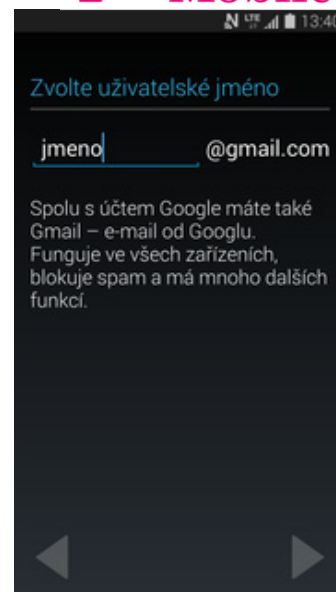 LTE 13:40
Zvolte uživatelské jméno
jmeno @gmail.com
Spolu s účtem Google máte také
Gmail – e-mail od Googlu.
Funguje ve všech zařízeních,
blokuje spam a má mnoho dalších
funkcí.